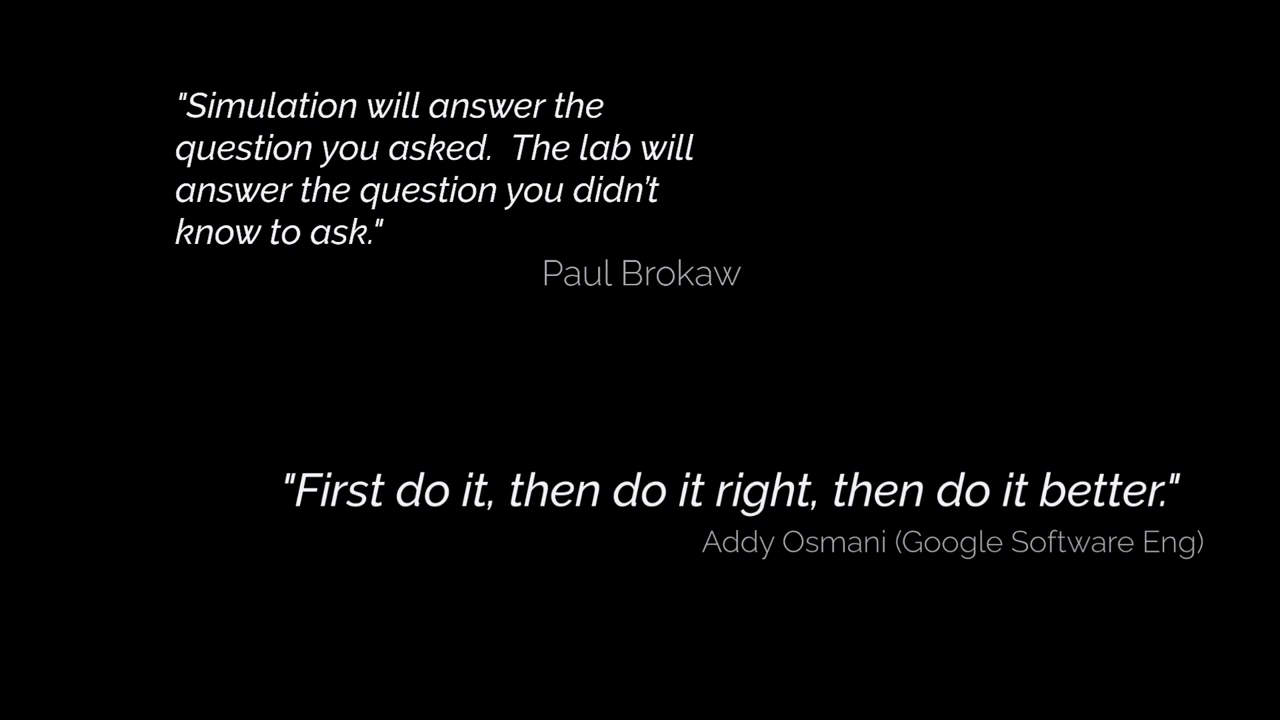 "Simulation will answer the
question you asked.  The lab will
answer the question you didn’t
know to ask."
Paul Brokaw
"First do it, then do it right, then do it better."
Addy Osmani (Google Software Eng)